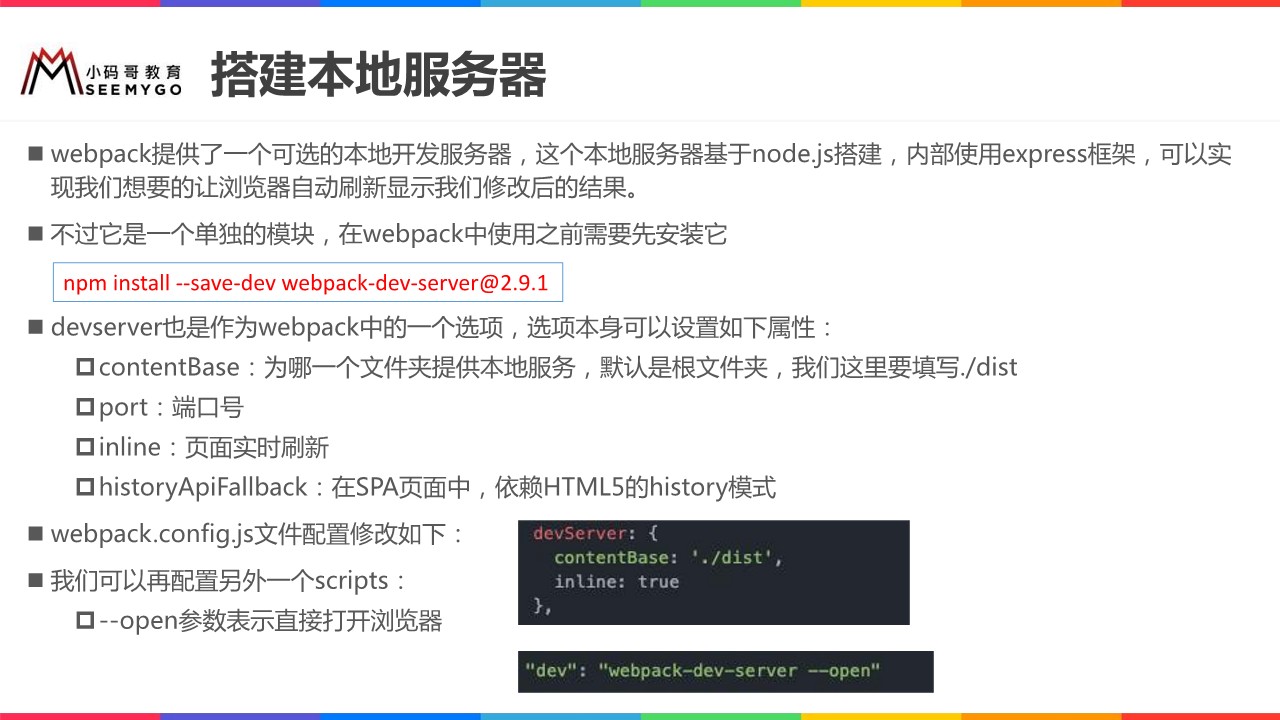 小码哥教育
SEEMYGO
搭建本地服务器
webpack提供了一个可选的本地开发服务器，这个本地服务器基于node.js搭建，内部使用express框架，可以实
现我们想要的让浏览器自动刷新显示我们修改后的结果。
不过它是一个单独的模块，在webpack中使用之前需要先安装它
npm install --save-dev webpack-dev-server@2.9.1
devserver也是作为webpack中的一个选项，选项本身可以设置如下属性：
contentBase：为哪一个文件夹提供本地服务，默认是根文件夹，我们这里要填写./dist
port：端口号
inline：页面实时刷新
historyApiFallback：在SPA页面中，依赖HTML5的history模式
webpack.config.js文件配置修改如下：
devServer: {
contentBase: './dist',
inline: true
},
我们可以再配置另外一个scripts：
--open参数表示直接打开浏览器
"dev": "webpack-dev-server --open"